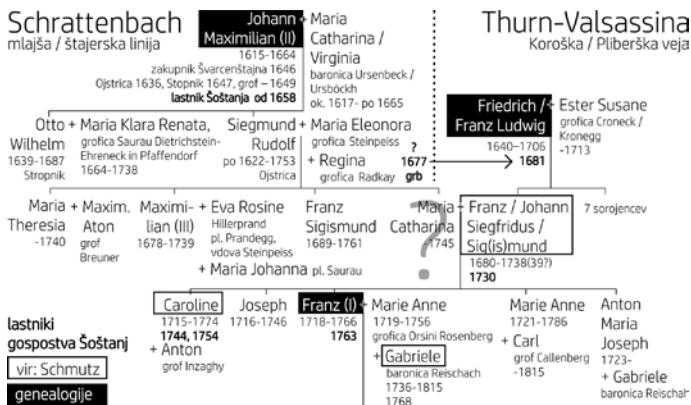 Schrattenbach
mlajša / štajerska linija
Johann + Maria
Maximilian (II) Catharina /
1615-1664 Virginia
zakupnik Švarcenštajna 1646 baronica Ursenbeck /
Ojstrica 1636, Stopnik 1647, grof – 1649 Ursböckh
lastnik Šoštanja od 1658 ok. 1617- po 1665
Thurn-Valsassina
Koroška / Pliberška veja
Friedrich / + Ester Susane
Franz Ludwig grofica Croneck /
1640–1706 Kronegg
1681 -1713
Otto + Maria Klara Renata,
Wilhelm grofica Saurau Dietrichstein-
1639-1687 Ehreneck in Pfaffendorf
Stropnik 1664-1738
Siegmund + Maria Eleonora
Rudolf grofica Steinpeiss
po 1622-1753 + Regina
Ojstrica grofica Radkay
?
1677
grb
Maria + Maxim.
Theresia Aton
-1740 grof
Breuner
Maximi- + Eva Rosine
lian (III) Hillerprand
1678-1739 pl. Prandegg,
vdova Steinpeiss
+ Maria Johanna pl. Saurau
Franz
Sigismund
1689-1761
Maria
Catharina
-1745
?
+ Franz / Johann
Siegfridus /
Sig(is)mund
1680-1738(39?)
1730
7 sorojencev
Caroline
1715-1774
1744, 1754
+ Anton
grof Inzaghy
Joseph
1716-1746
Franz (I) + Marie Anne
1718-1766 1719-1756
1763 grofica Orsini Rosenberg
+ Gabriele
baronica Reischach
1736-1815
1768
Marie Anne
1721-1786
+ Carl
grof Callenberg
-1815
Anton
Maria
Joseph
1723-
+ Gabriele
baronica Reischah
lastniki
gospostva Šoštanj
vir: Schmutz
genealogije